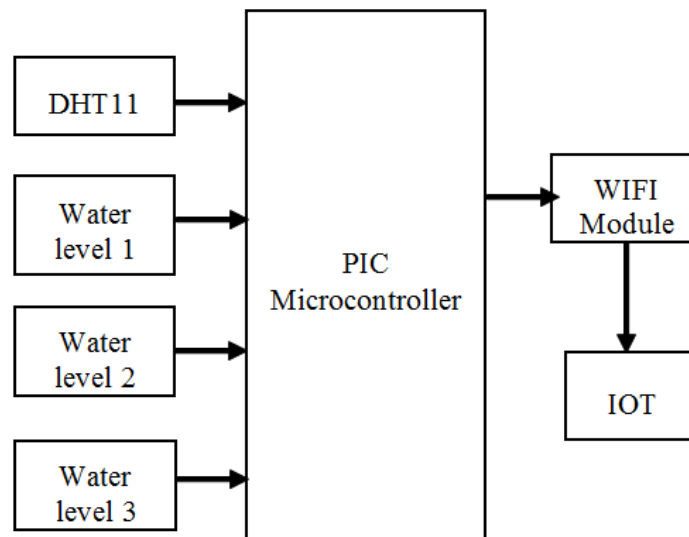 DHT11
Water
level 1
Water
level 2
Water
level 3
PIC
Microcontroller
WIFI
Module
IOT